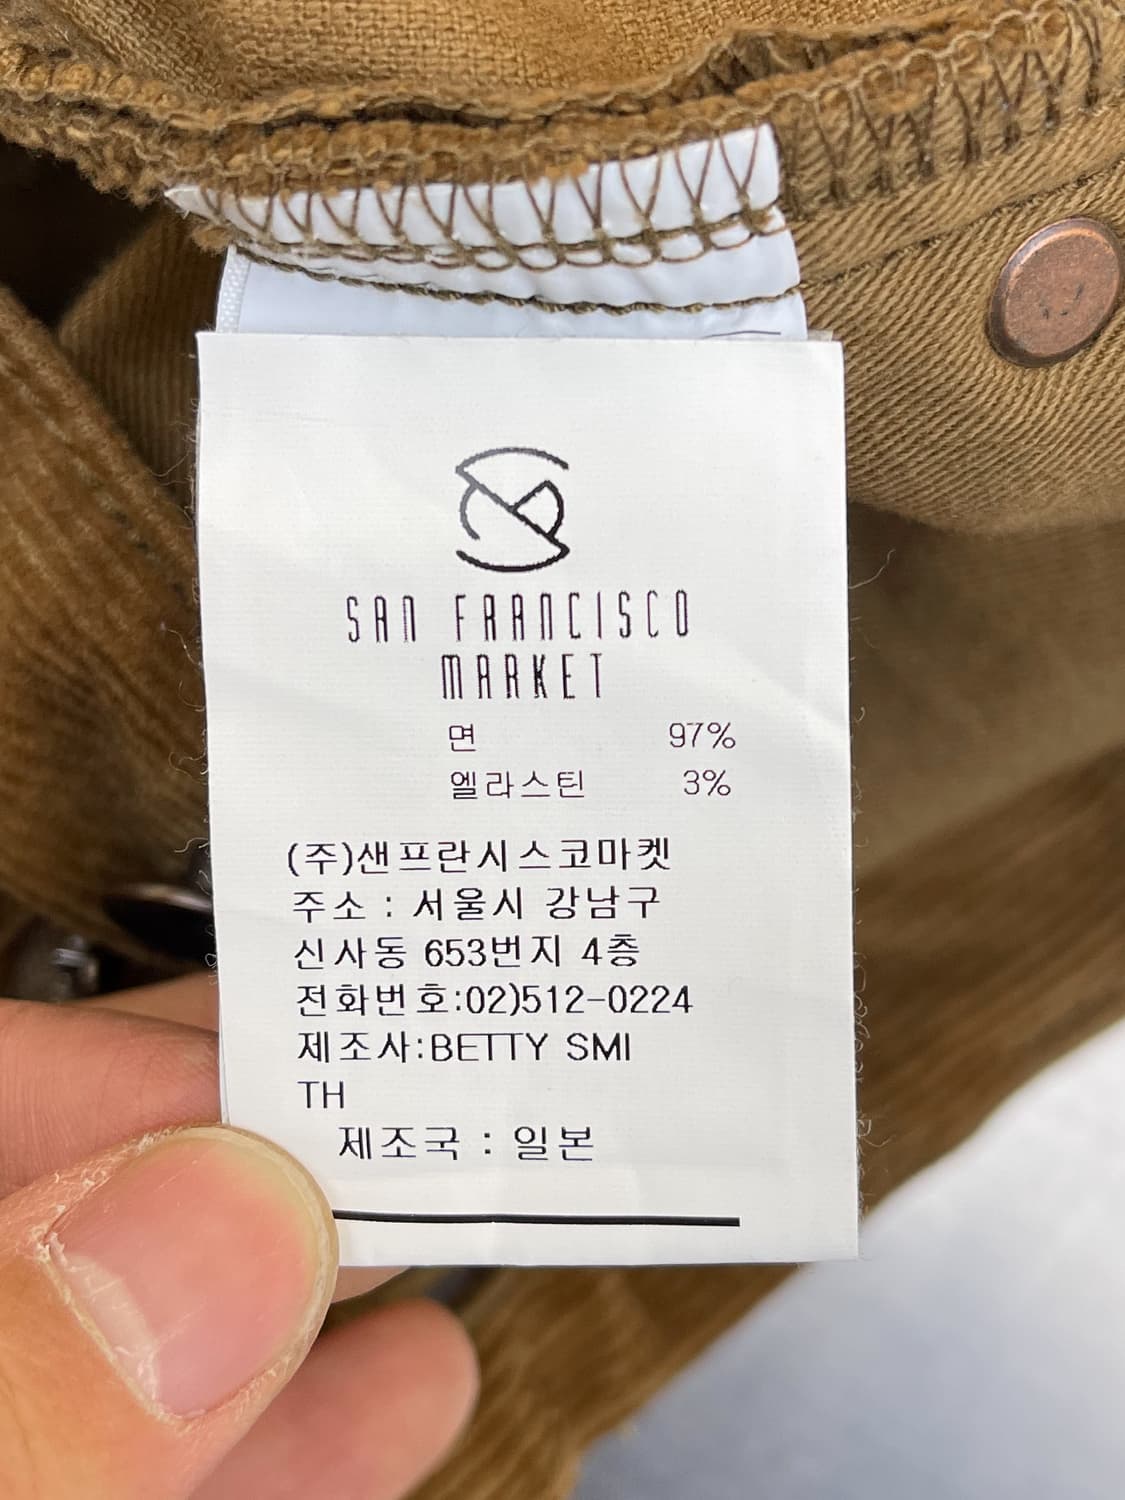 SAN FRANCISCO
MARKET
면 97%
엘라스틴 3%
(주)샌프란시스코마켓
주소 : 서울시 강남구
신사동 653번지 4층
전화번호:02)512-0224
제조사:BETTY SMI
TH
제조국 : 일본